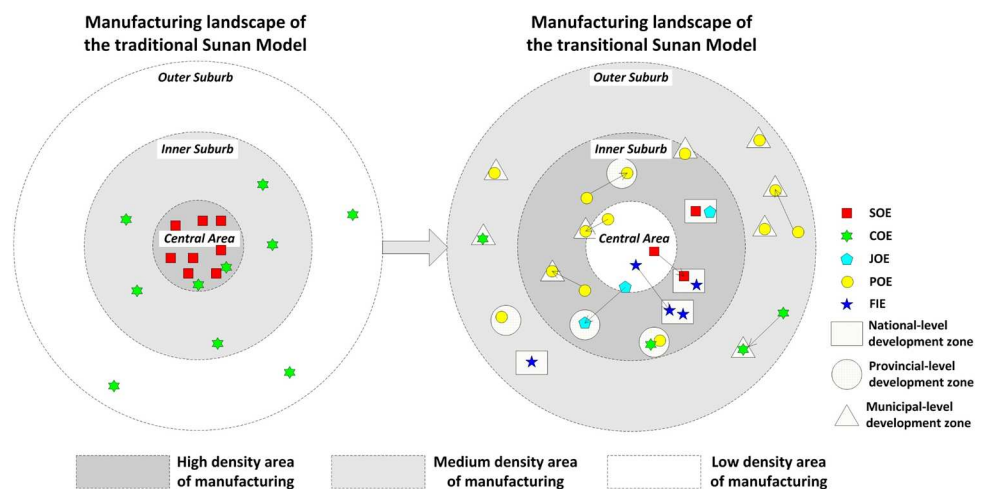 Manufacturing landscape
of the traditional Sunan Model
Manufacturing landscape
of the transitional Sunan Model
Outer Suburb
Inner Suburb
Central Area
Outer Suburb
Inner Suburb
Central Area
SOE
COE
JOE
POE
FIE
National-level
development zone
Provincial-level
development zone
Municipal-level
development zone
High density area
of manufacturing
Medium density area
of manufacturing
Low density area
of manufacturing